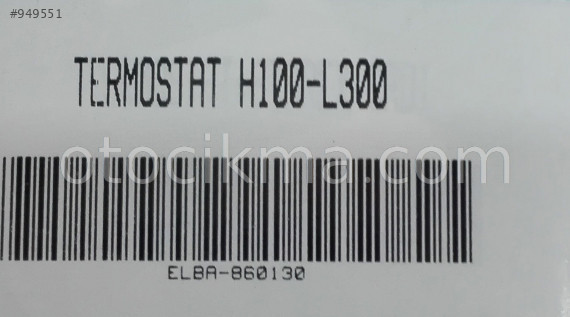 #949551
TERMOSTAT H100-L300
otocikma.com
ELBA-860130